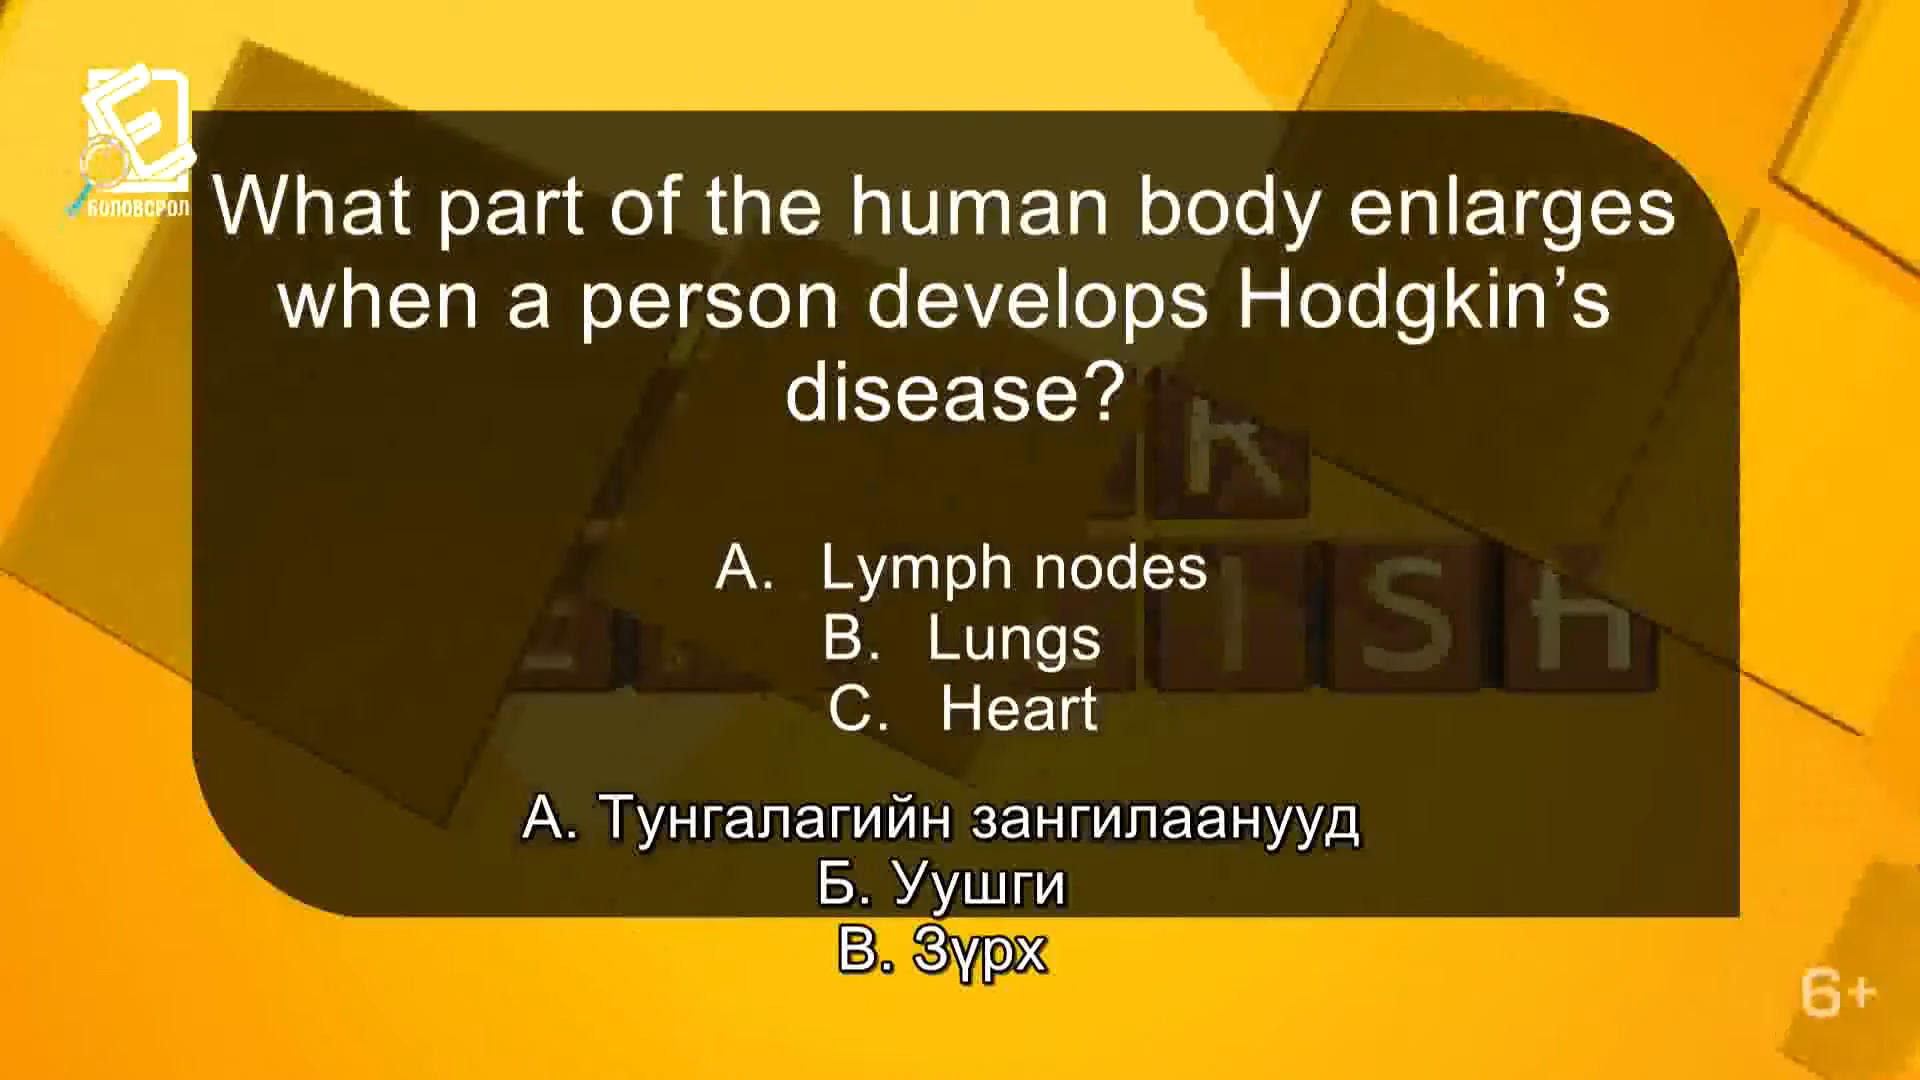 БОЛОВСРОЛ
What part of the human body enlarges
when a person develops Hodgkin’s
disease?
K
ISH
A. Lymph nodes
B. Lungs
C. Heart
А. Тунгалагийн зангилаанууд
Б. Уушги
В. Зүрх
6+